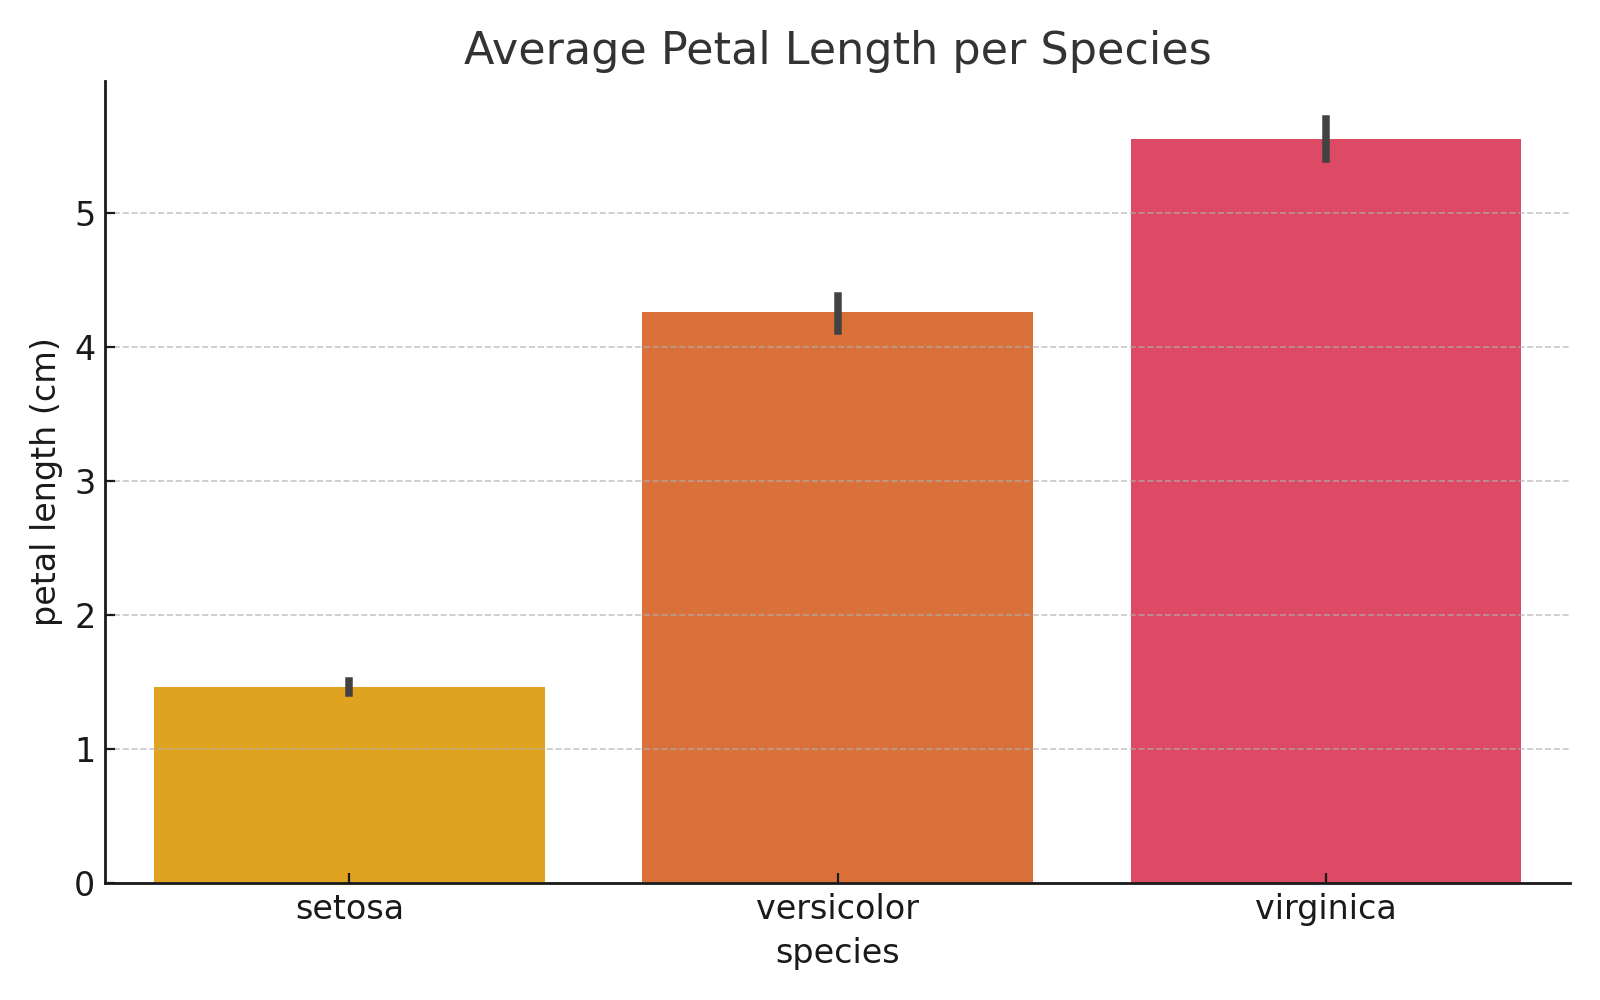 Average Petal Length per Species
petal length (cm)
5
4
3
2
1
0
setosa versicolor virginica
species